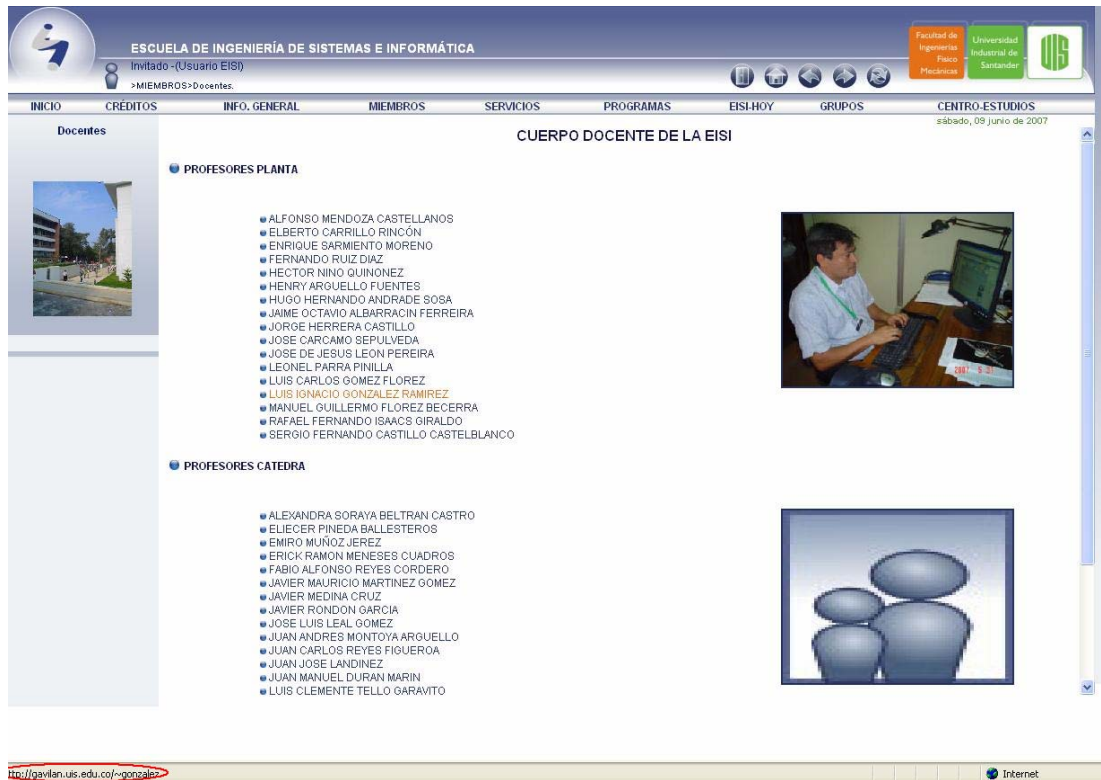 ESCUELA DE INGENIERÍA DE SISTEMAS E INFORMÁTICA
Invitado -(Usuario EISI)
>MIEMBROS>Docentes.
Facultad de
Ingenierías
Físico
Mecánicas
Universidad
Industrial de
Santander
UIS
INICIO CRÉDITOS INFO. GENERAL MIEMBROS SERVICIOS PROGRAMAS EISI-HOY GRUPOS CENTRO-ESTUDIOS
sábado, 09 junio de 2007
Docentes
CUERPO DOCENTE DE LA EISI
PROFESORES PLANTA
ALFONSO MENDOZA CASTELLANOS
ELBERTO CARRILLO RINCÓN
ENRIQUE SARMIENTO MORENO
FERNANDO RUIZ DIAZ
HECTOR NINO QUINONEZ
HENRY ARGUELLO FUENTES
HUGO HERNANDO ANDRADE SOSA
JAIME OCTAVIO ALBARRACIN FERREIRA
JORGE HERRERA CASTILLO
JOSE CARCAMO SEPULVEDA
JOSE DE JESUS LEON PEREIRA
LEONEL PARRA PINILLA
LUIS CARLOS GOMEZ FLOREZ
LUIS IGNACIO GONZALEZ RAMIREZ
MANUEL GUILLERMO FLOREZ BECERRA
RAFAEL FERNANDO ISAACS GIRALDO
SERGIO FERNANDO CASTILLO CASTELBLANCO
2007 5 31
PROFESORES CATEDRA
ALEXANDRA SORAYA BELTRAN CASTRO
ELIECER PINEDA BALLESTEROS
EMIRO MUÑOZ JEREZ
ERICK RAMON MENESES CUADROS
FABIO ALFONSO REYES CORDERO
JAVIER MAURICIO MARTINEZ GOMEZ
JAVIER MEDINA CRUZ
JAVIER RONDON GARCIA
JOSE LUIS LEAL GOMEZ
JUAN ANDRES MONTOYA ARGUELLO
JUAN CARLOS REYES FIGUEROA
JUAN JOSE LANDINEZ
JUAN MANUEL DURAN MARIN
LUIS CLEMENTE TELLO GARAVITO
ttp://gavilan.uis.edu.co/~gonzalez
Internet